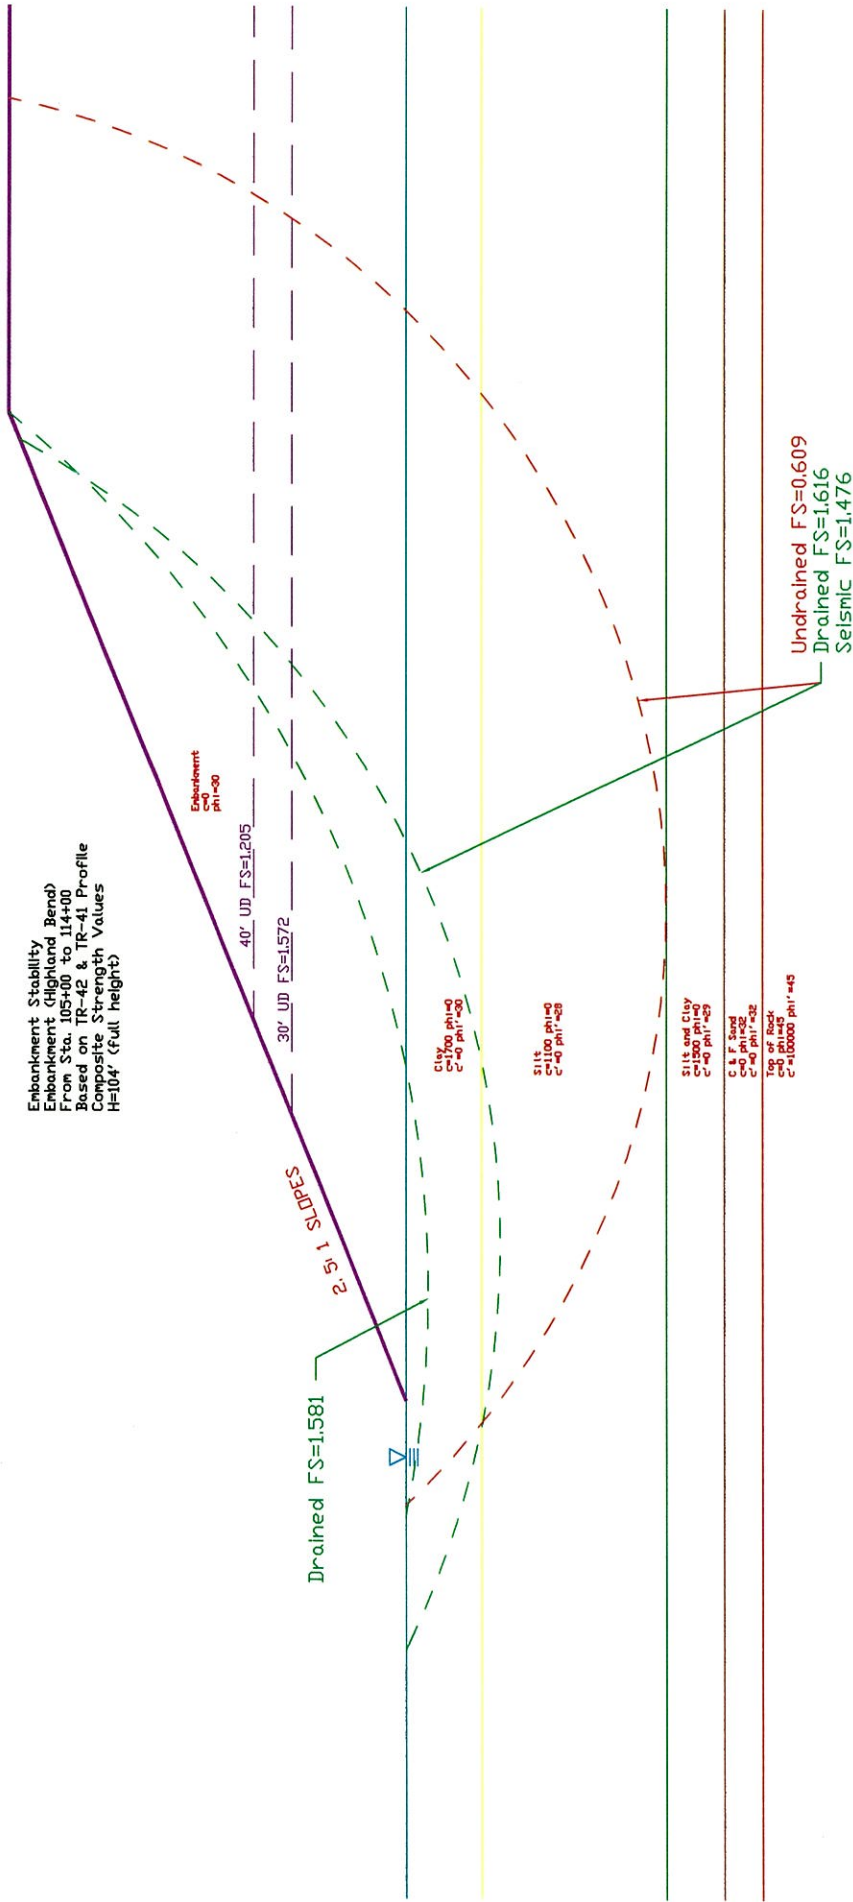 Embankment Stability
Embankment (Highland Bend)
From Sta. 105+00 to 114+00
Based on TR-42 & TR-41 Profile
Composite Strength Values
H=104' (full height)
Embankment
c=0
phi=30
40' UD FS=1.205
30' UD FS=1.572
2.5:1 SLOPES
Drained FS=1.581
Clay
c=1700 phi=0
c'=0 phi'=30
Silt
c=1100 phi=0
c'=0 phi'=28
Silt and Clay
c=1500 phi=0
c'=0 phi'=29
C & F Sand
c=0 phi=32
c'=0 phi'=32
Top of Rock
c=0 phi=45
c'=100000 phi'=45
Undrained FS=0.609
Drained FS=1.616
Seismic FS=1.476